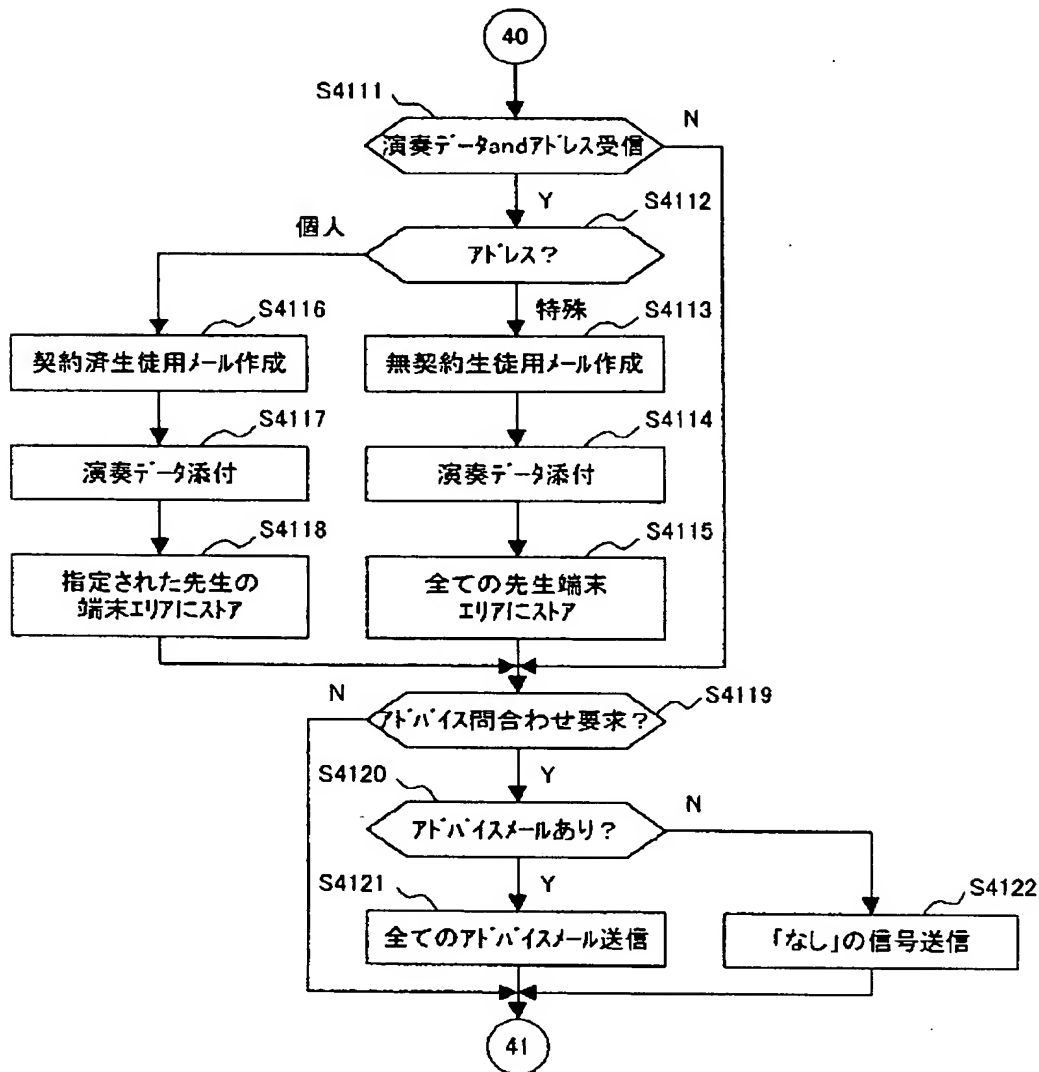 40
S4111
演奏データandアドレス受信
N
Y
S4112
個人
アドレス?
特殊
S4116
契約済生徒用メール作成
S4113
無契約生徒用メール作成
S4117
演奏データ添付
S4114
演奏データ添付
S4118
指定された先生の
端末エリアにストア
S4115
全ての先生端末
エリアにストア
N
S4119
アドバイス問合わせ要求?
Y
S4120
アドバイスメールあり?
N
Y
S4121
全てのアドバイスメール送信
S4122
「なし」の信号送信
41